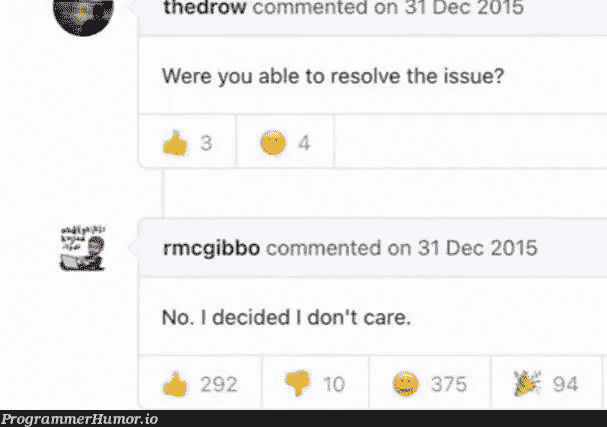 thedrow commented on 31 Dec 2015
Were you able to resolve the issue?
3 4
rmcgibbo commented on 31 Dec 2015
No. I decided I don't care.
292 10 375 94
ProgrammerHumor.io